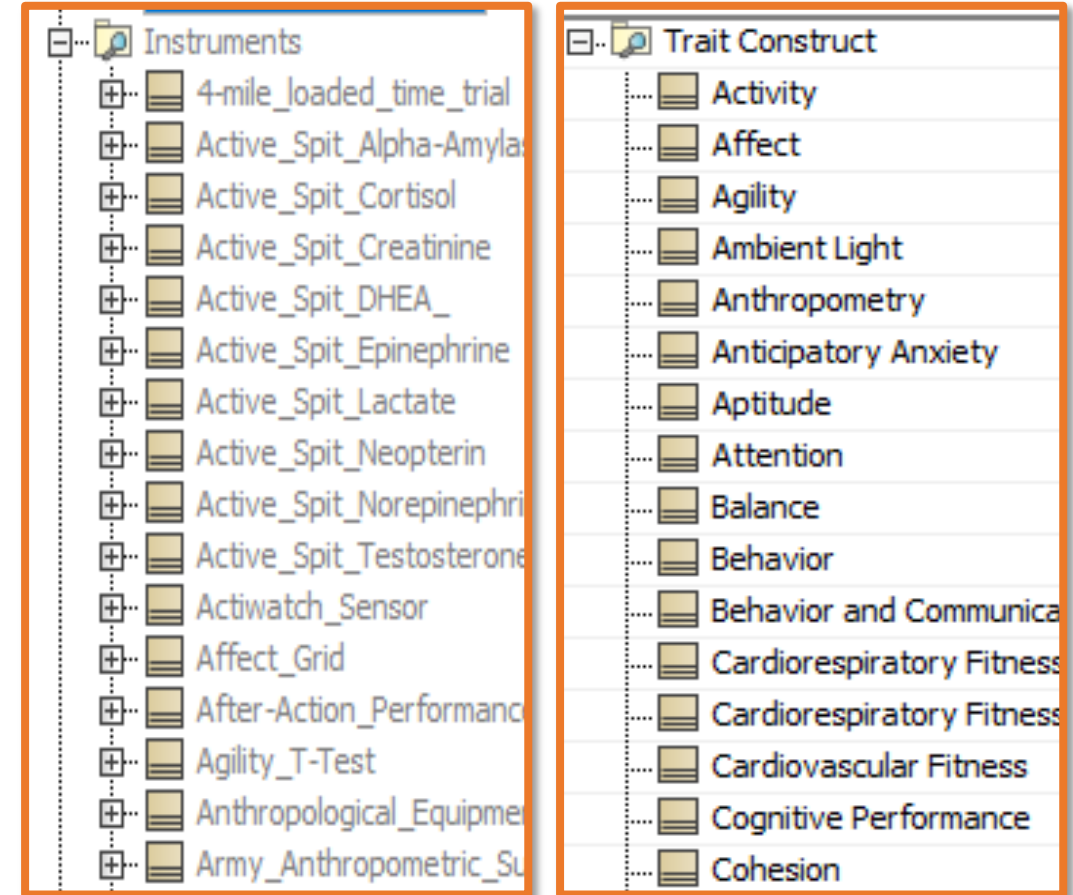 Instruments
4-mile_loaded_time_trial
Active_Spit_Alpha-Amyla
Active_Spit_Cortisol
Active_Spit_Creatinine
Active_Spit_DHEA_
Active_Spit_Epinephrine
Active_Spit_Lactate
Active_Spit_Neopterin
Active_Spit_Norepinephri
Active_Spit_Testosterone
Actiwatch_Sensor
Affect_Grid
After-Action_Performanc
Agility_T-Test
Anthropological_Equipme
Army_Anthropometric_Su
Trait Construct
Activity
Affect
Agility
Ambient Light
Anthropometry
Anticipatory Anxiety
Aptitude
Attention
Balance
Behavior
Behavior and Communica
Cardiorespiratory Fitness
Cardiorespiratory Fitness
Cardiovascular Fitness
Cognitive Performance
Cohesion